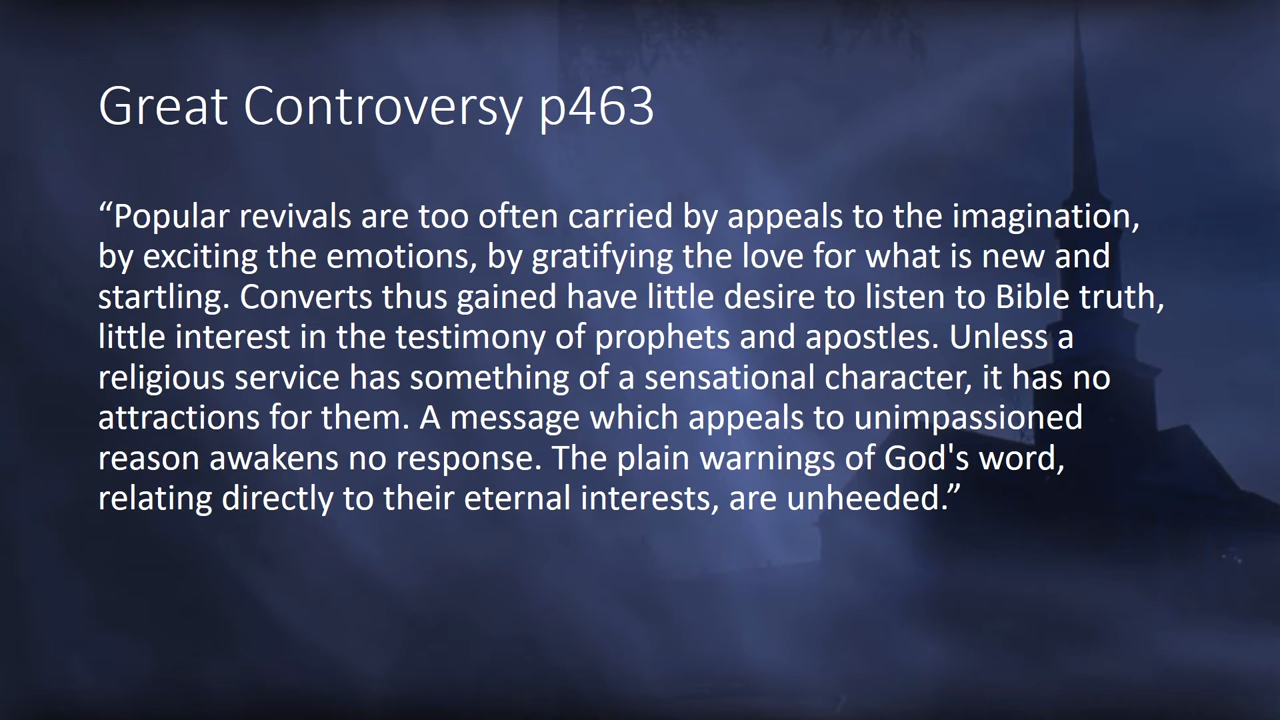 Great Controversy p463
“Popular revivals are too often carried by appeals to the imagination,
by exciting the emotions, by gratifying the love for what is new and
startling. Converts thus gained have little desire to listen to Bible truth,
little interest in the testimony of prophets and apostles. Unless a
religious service has something of a sensational character, it has no
attractions for them. A message which appeals to unimpassioned
reason awakens no response. The plain warnings of God's word,
relating directly to their eternal interests, are unheeded.”